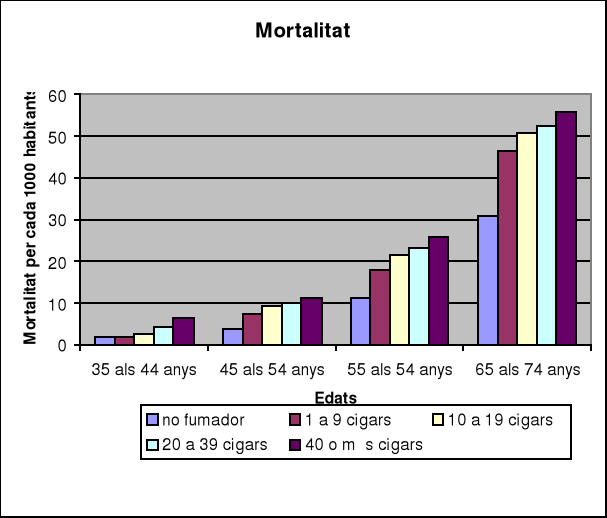 Mortalitat
Mortalitat per cada 1000 habitants
60
50
40
30
20
10
0
35 als 44 anys 45 als 54 anys 55 als 54 anys 65 als 74 anys
Edats
no fumador 1 a 9 cigars 10 a 19 cigars
20 a 39 cigars 40 o m s cigars